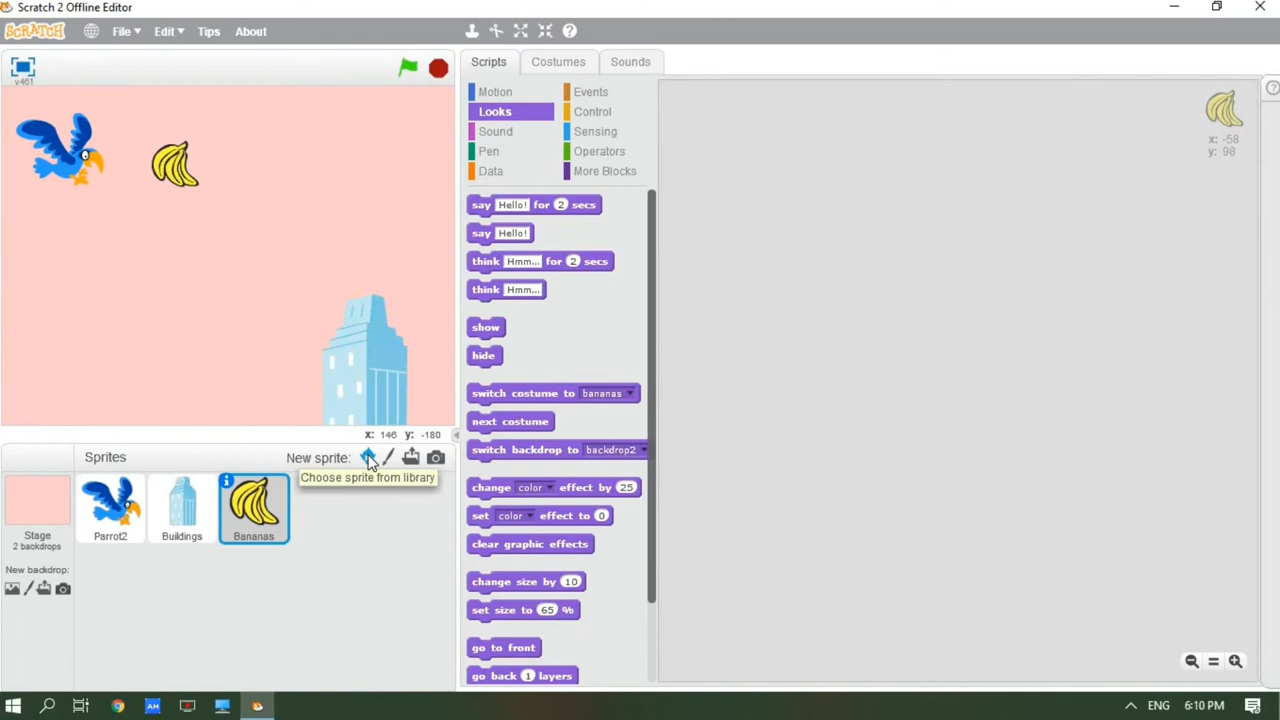 Scratch 2 Offline Editor
SCRATCH File Edit Tips About
v461
Scripts Costumes Sounds
Motion Events
Looks Control
Sound Sensing
Pen Operators
Data More Blocks
x: -58
y: 98
say Hello! for 2 secs
say Hello!
think Hmm... for 2 secs
think Hmm...
show
hide
switch costume to bananas
next costume
switch backdrop to backdrop2
change color effect by 25
set color effect to 0
clear graphic effects
change size by 10
set size to 65 %
go to front
go back 1 layers
x: 146 y: -180
Sprites New sprite:
Choose sprite from library
Stage
2 backdrops
New backdrop:
Parrot2 Buildings Bananas
AM
ENG 6:10 PM